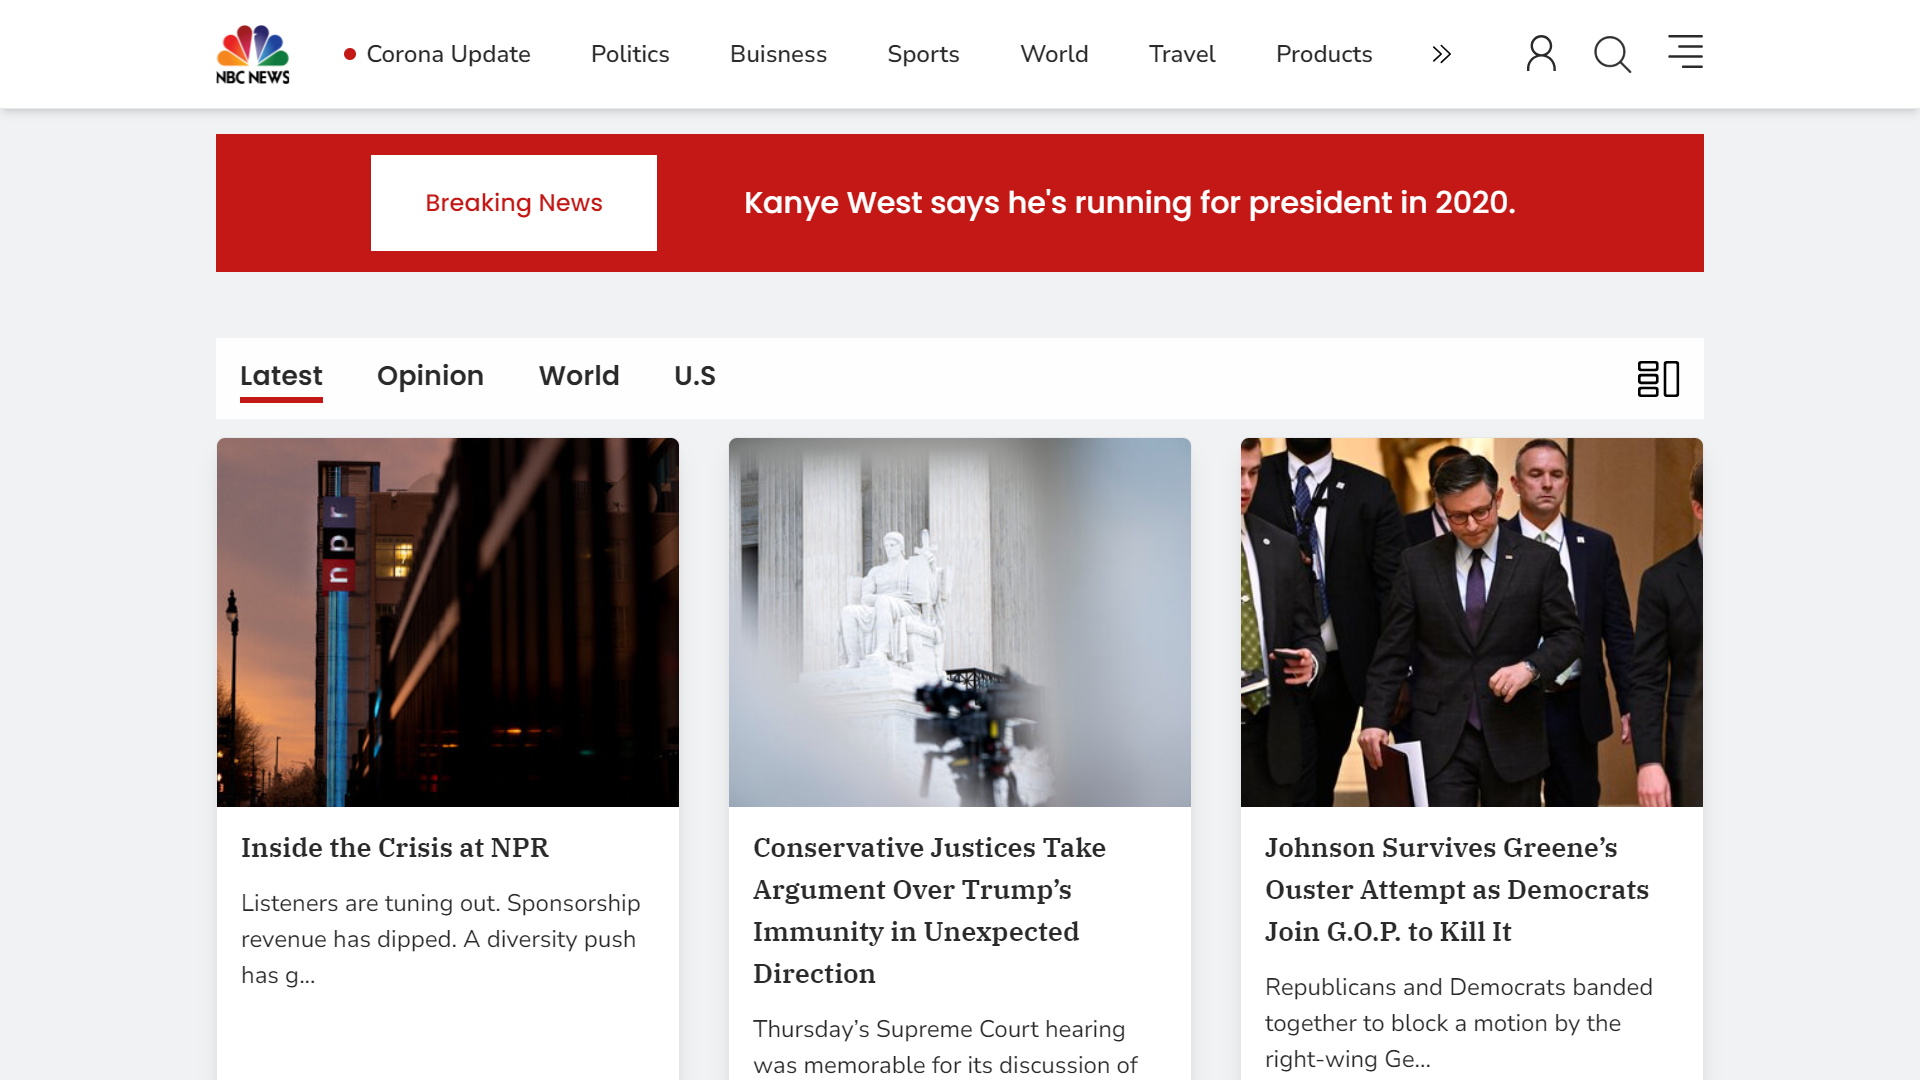 NBC NEWS
Corona Update
Politics
Buisness
Sports
World
Travel
Products
Breaking News
Kanye West says he's running for president in 2020.
Latest
Opinion
World
U.S
npr
Inside the Crisis at NPR
Listeners are tuning out. Sponsorship
revenue has dipped. A diversity push
has g...
Conservative Justices Take
Argument Over Trump’s
Immunity in Unexpected
Direction
Thursday’s Supreme Court hearing
was memorable for its discussion of
Johnson Survives Greene’s
Ouster Attempt as Democrats
Join G.O.P. to Kill It
Republicans and Democrats banded
together to block a motion by the
right-wing Ge...